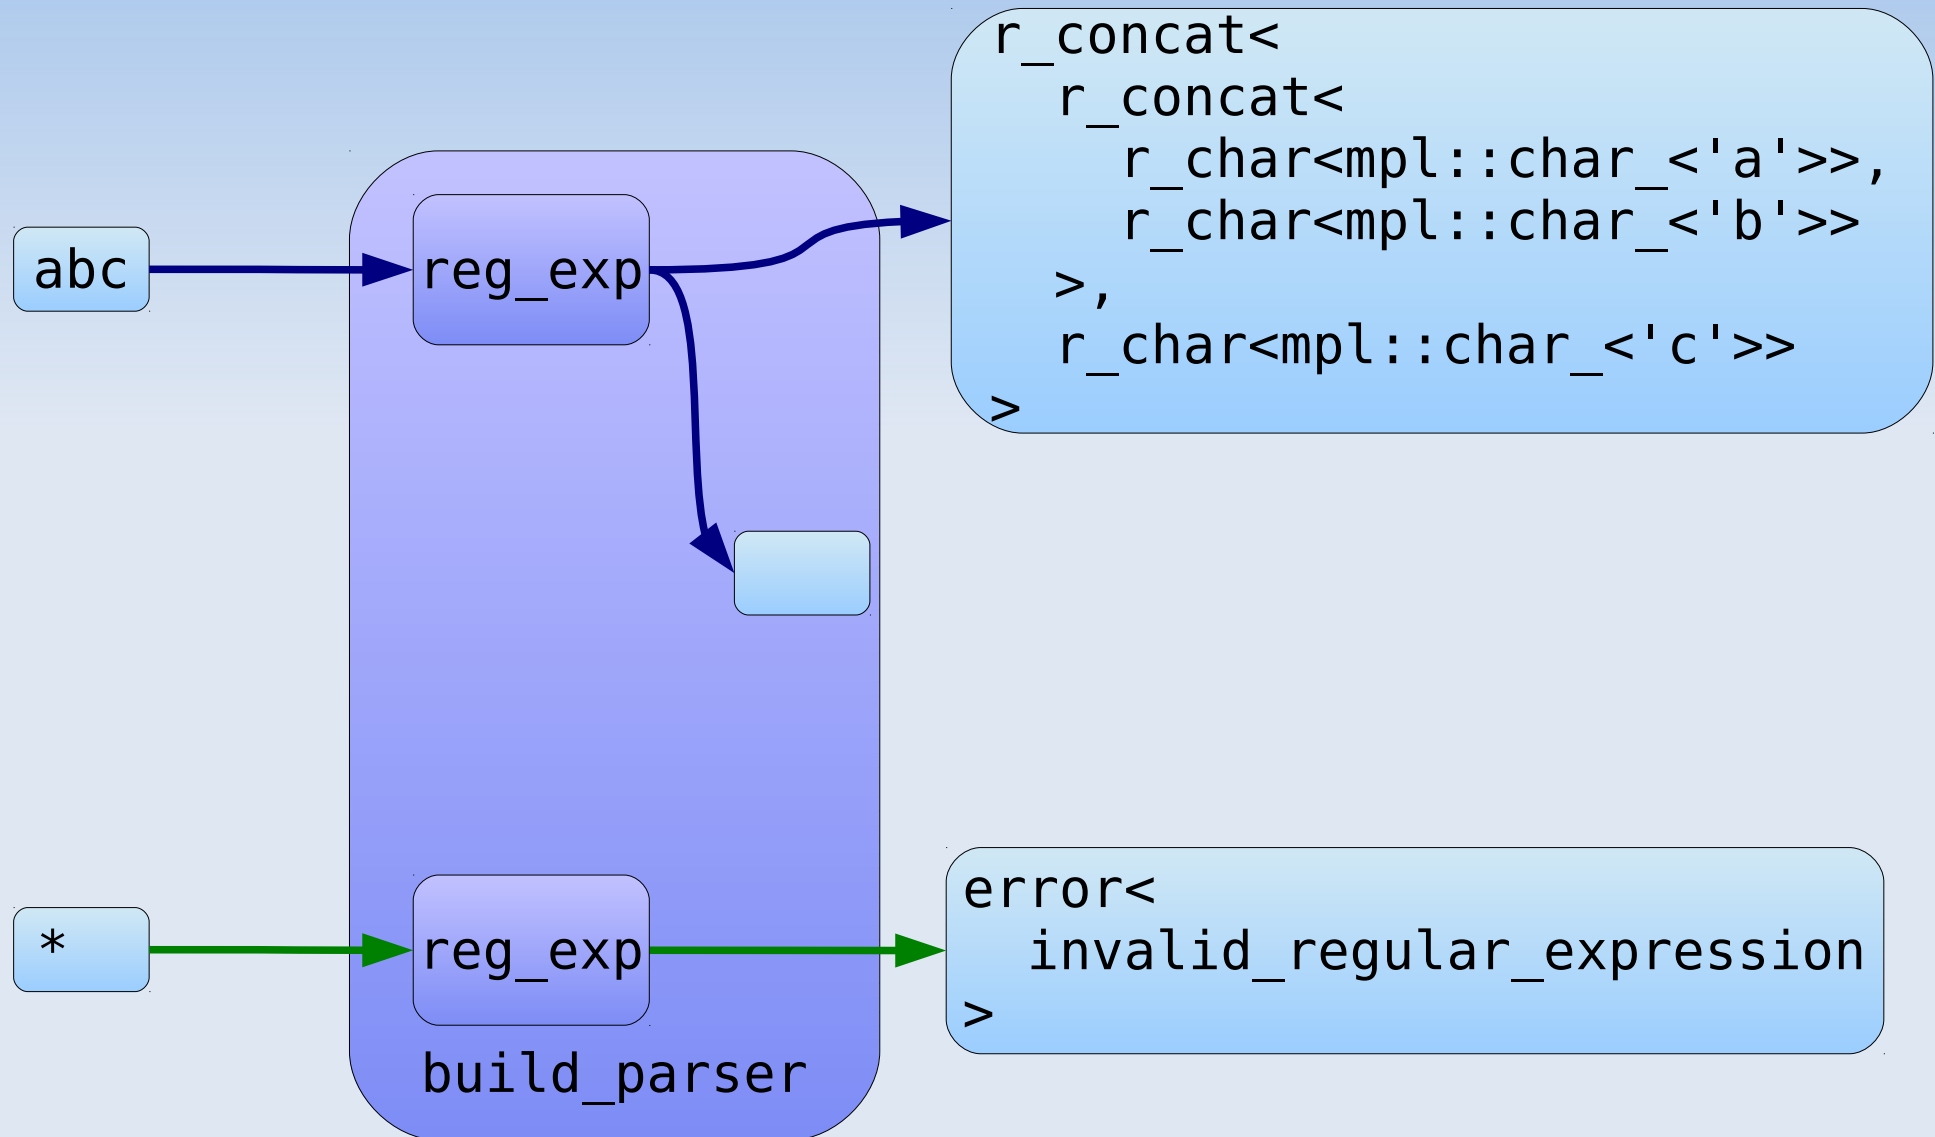 abc
reg_exp
r_concat<
  r_concat<
    r_char<mpl::char_<'a'>>,
    r_char<mpl::char_<'b'>>
  >,
  r_char<mpl::char_<'c'>>
>
*
reg_exp
error<
  invalid_regular_expression
>
build_parser